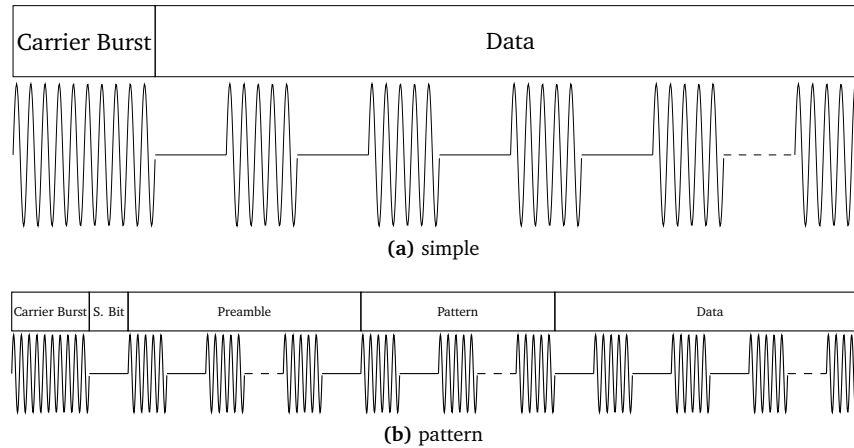 Carrier Burst Data
(a) simple
Carrier Burst S. Bit Preamble Pattern Data
(b) pattern